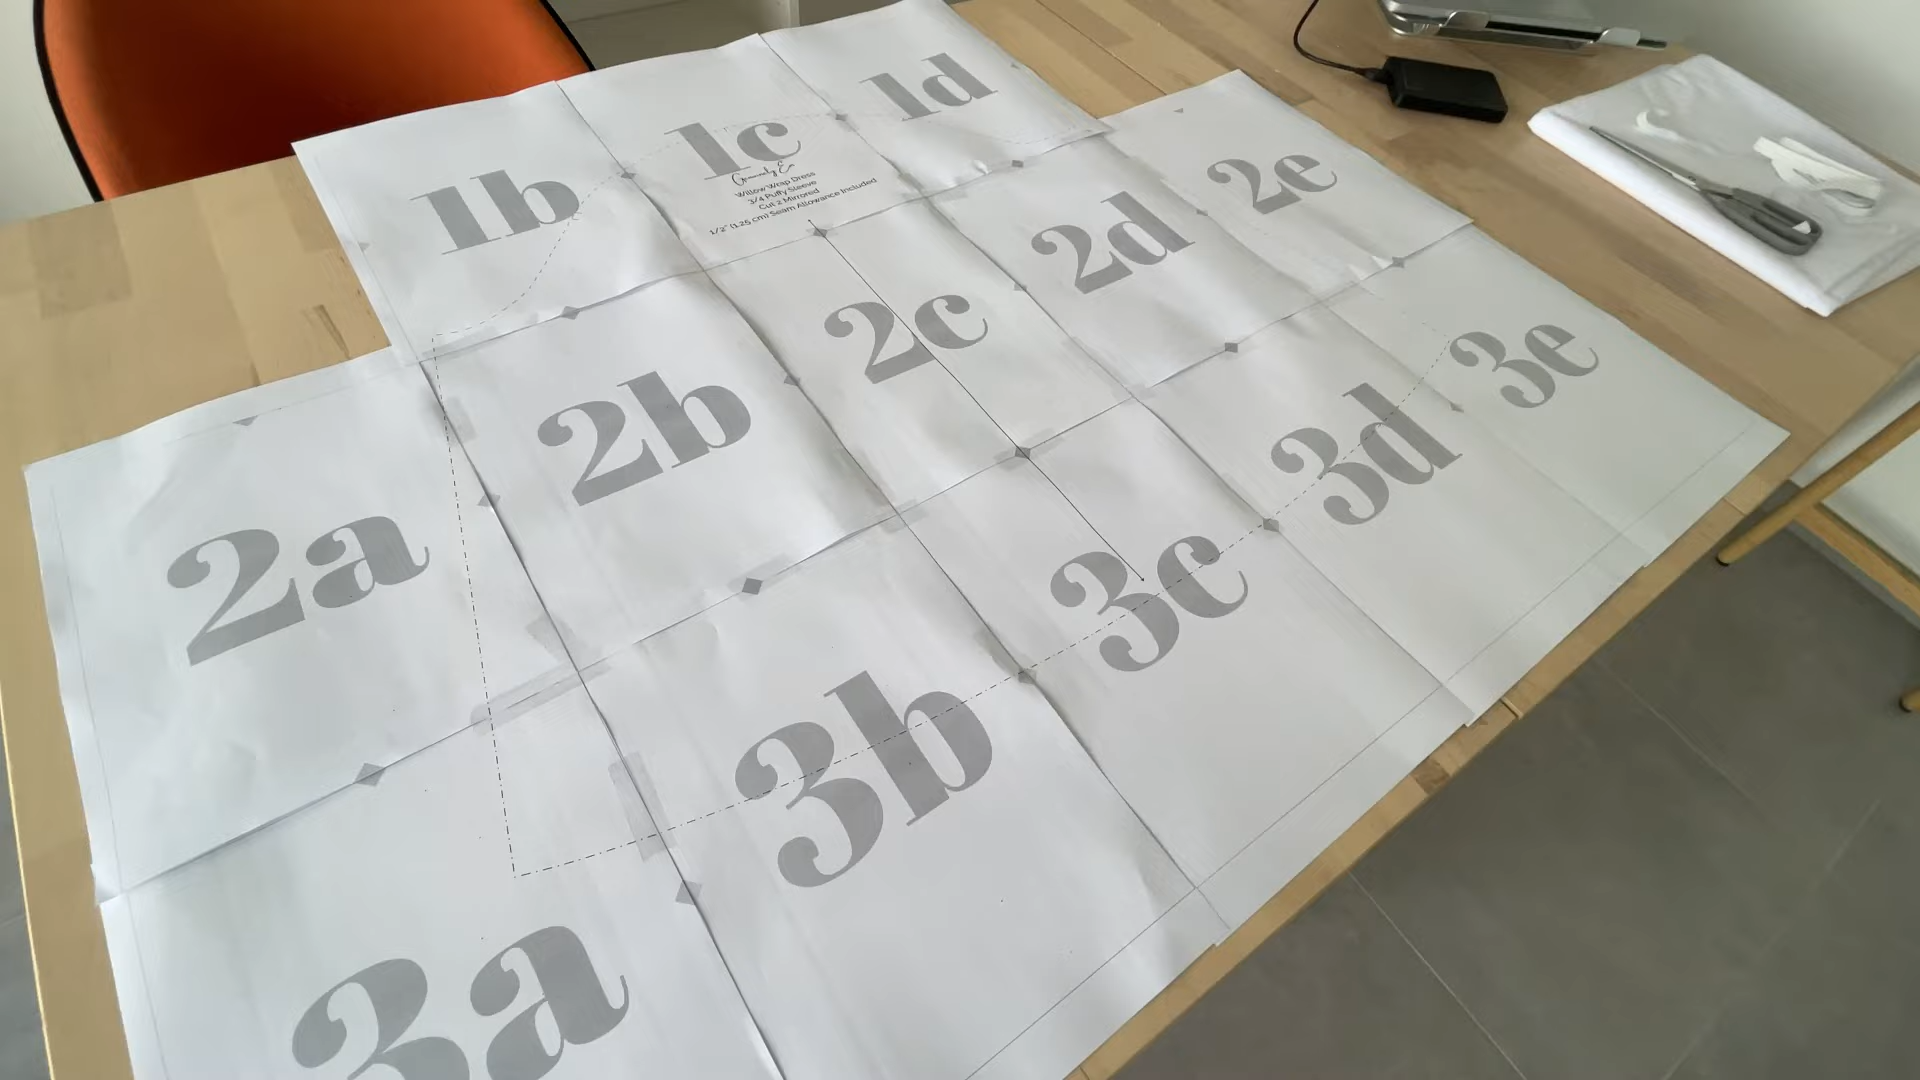 1b
1c
1d
Willow Wrap Dress
3/4 Puffy Sleeve
Cut 2 Mirrored
1/2" (1.25 cm) Seam Allowance Included
2a
2b
2c
2d
2e
3a
3b
3c
3d
3e